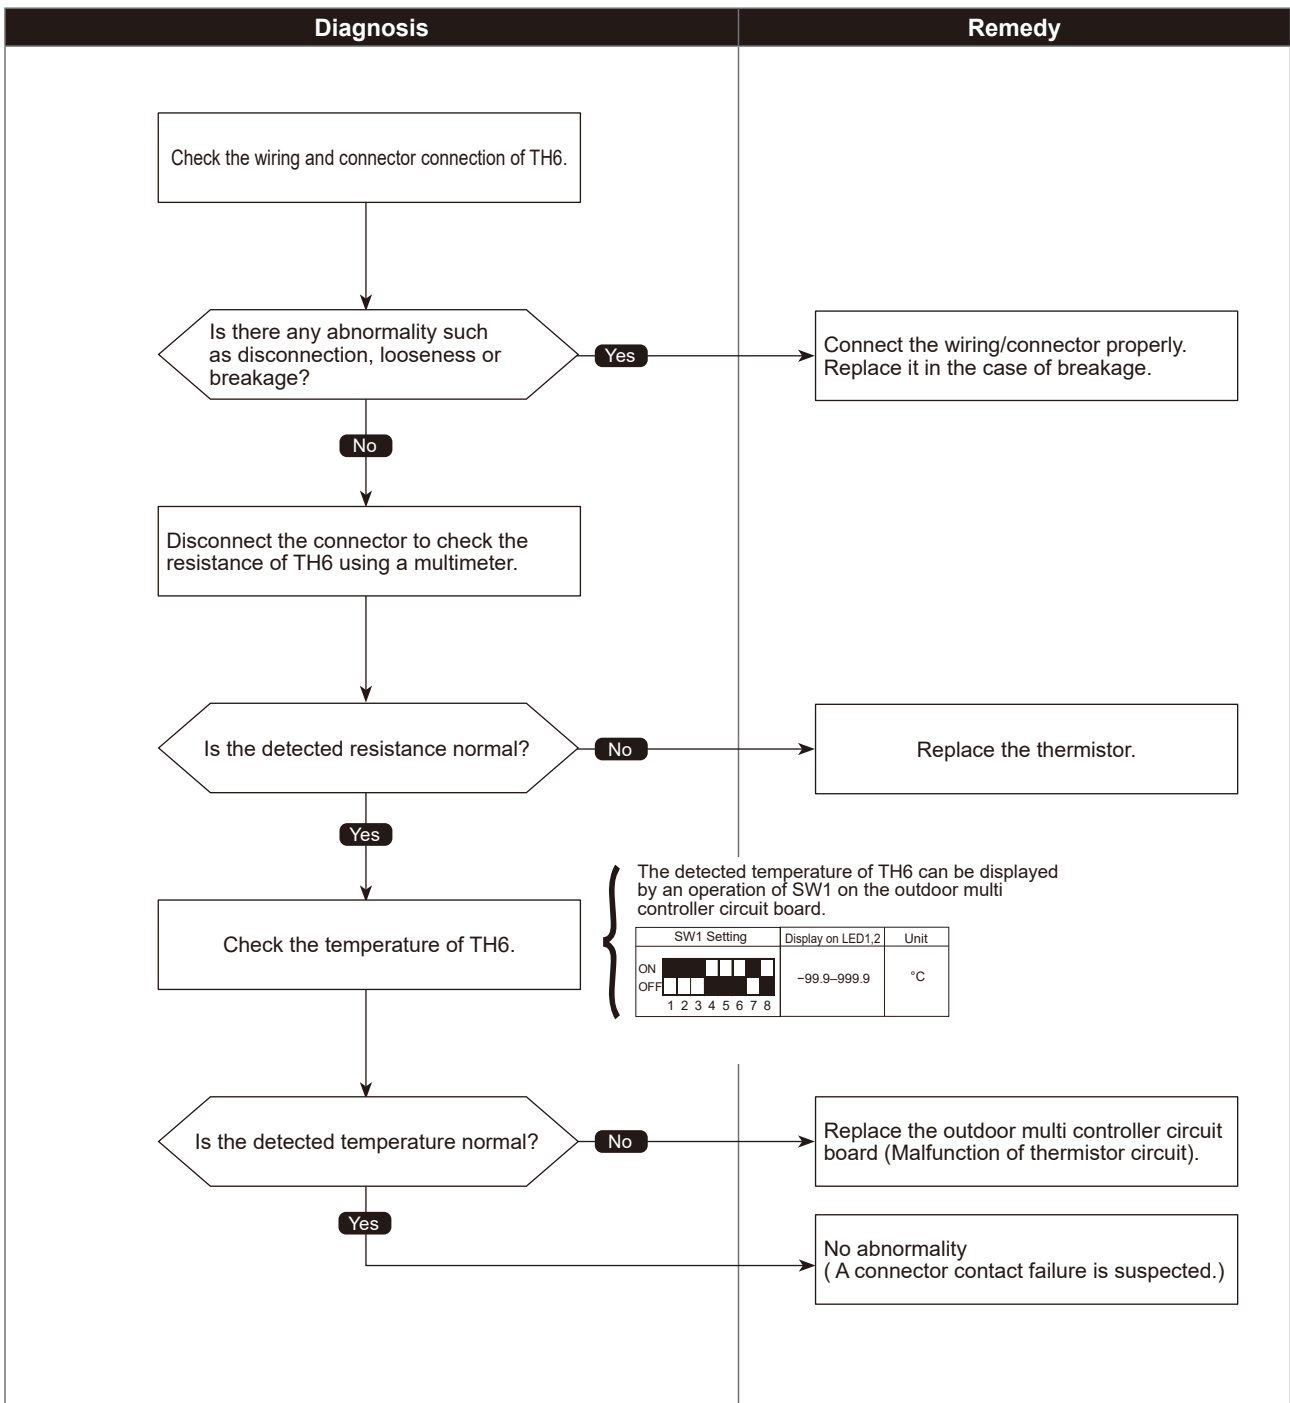 Diagnosis
Remedy
Check the wiring and connector connection of TH6.
Is there any abnormality such
as disconnection, looseness or
breakage?
Yes
Connect the wiring/connector properly.
Replace it in the case of breakage.
No
Disconnect the connector to check the
resistance of TH6 using a multimeter.
Is the detected resistance normal?
No
Replace the thermistor.
Yes
The detected temperature of TH6 can be displayed
by an operation of SW1 on the outdoor multi
controller circuit board.
Check the temperature of TH6.
SW1 Setting
Display on LED1,2
Unit
ON
OFF
1 2 3 4 5 6 7 8
−99.9–999.9
°C
Is the detected temperature normal?
No
Replace the outdoor multi controller circuit
board (Malfunction of thermistor circuit).
Yes
No abnormality
( A connector contact failure is suspected.)